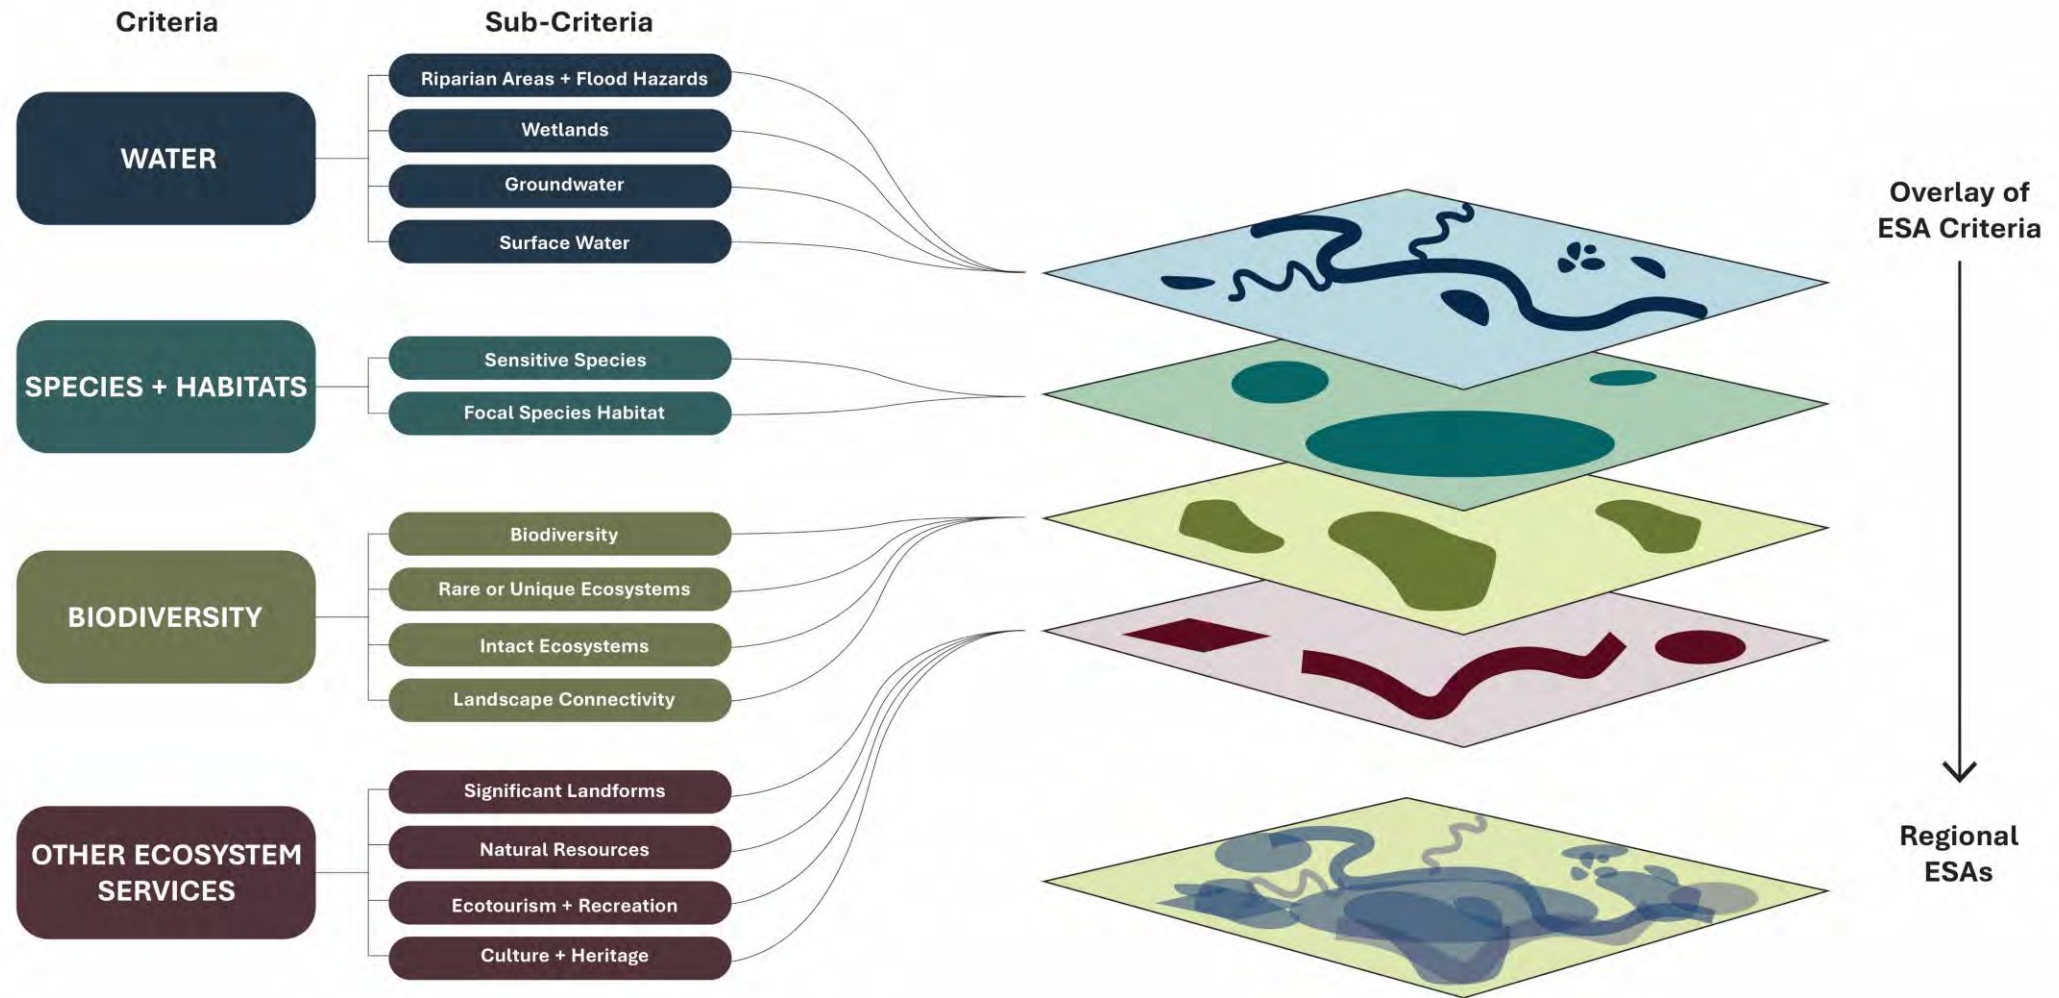 Criteria
Sub-Criteria
WATER
Riparian Areas + Flood Hazards
Wetlands
Groundwater
Surface Water
SPECIES + HABITATS
Sensitive Species
Focal Species Habitat
BIODIVERSITY
Biodiversity
Rare or Unique Ecosystems
Intact Ecosystems
Landscape Connectivity
OTHER ECOSYSTEM
SERVICES
Significant Landforms
Natural Resources
Ecotourism + Recreation
Culture + Heritage
Overlay of
ESA Criteria
Regional
ESAs